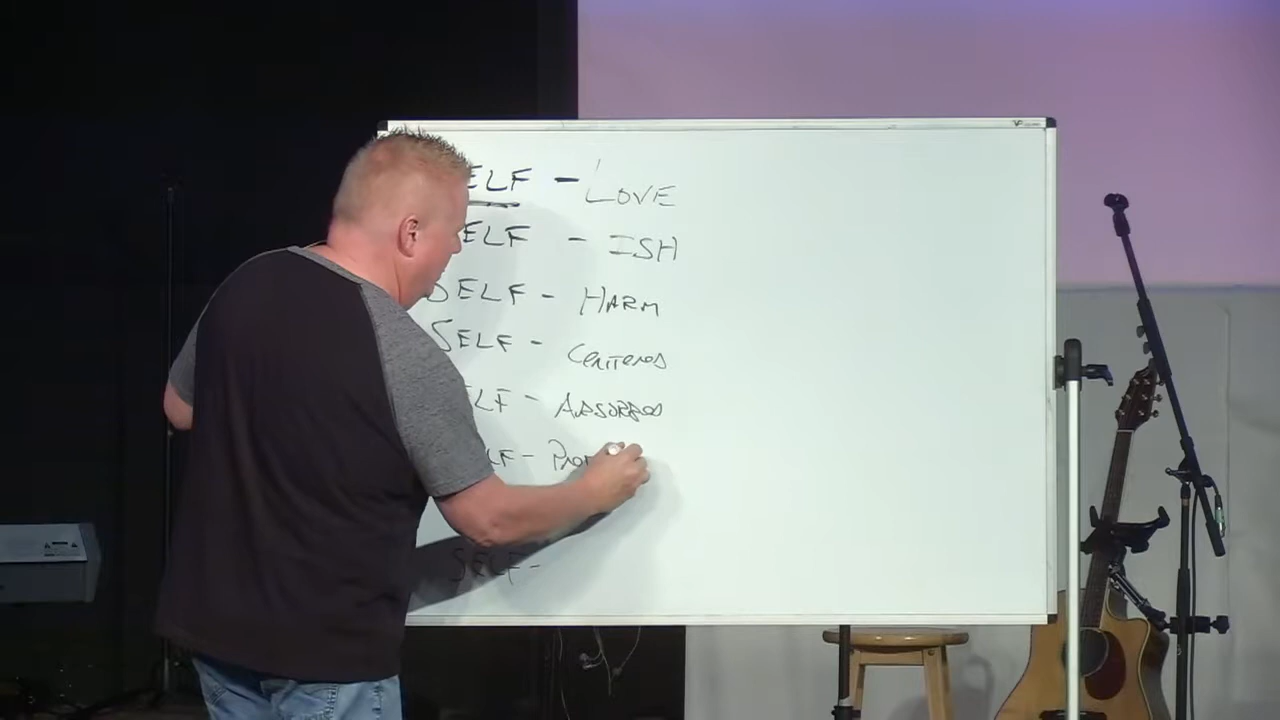 ELF - LOVE
ELF - ISH
SELF - HARM
SELF - CENTERED
ELF - ABSORBED
LF -
SELF -